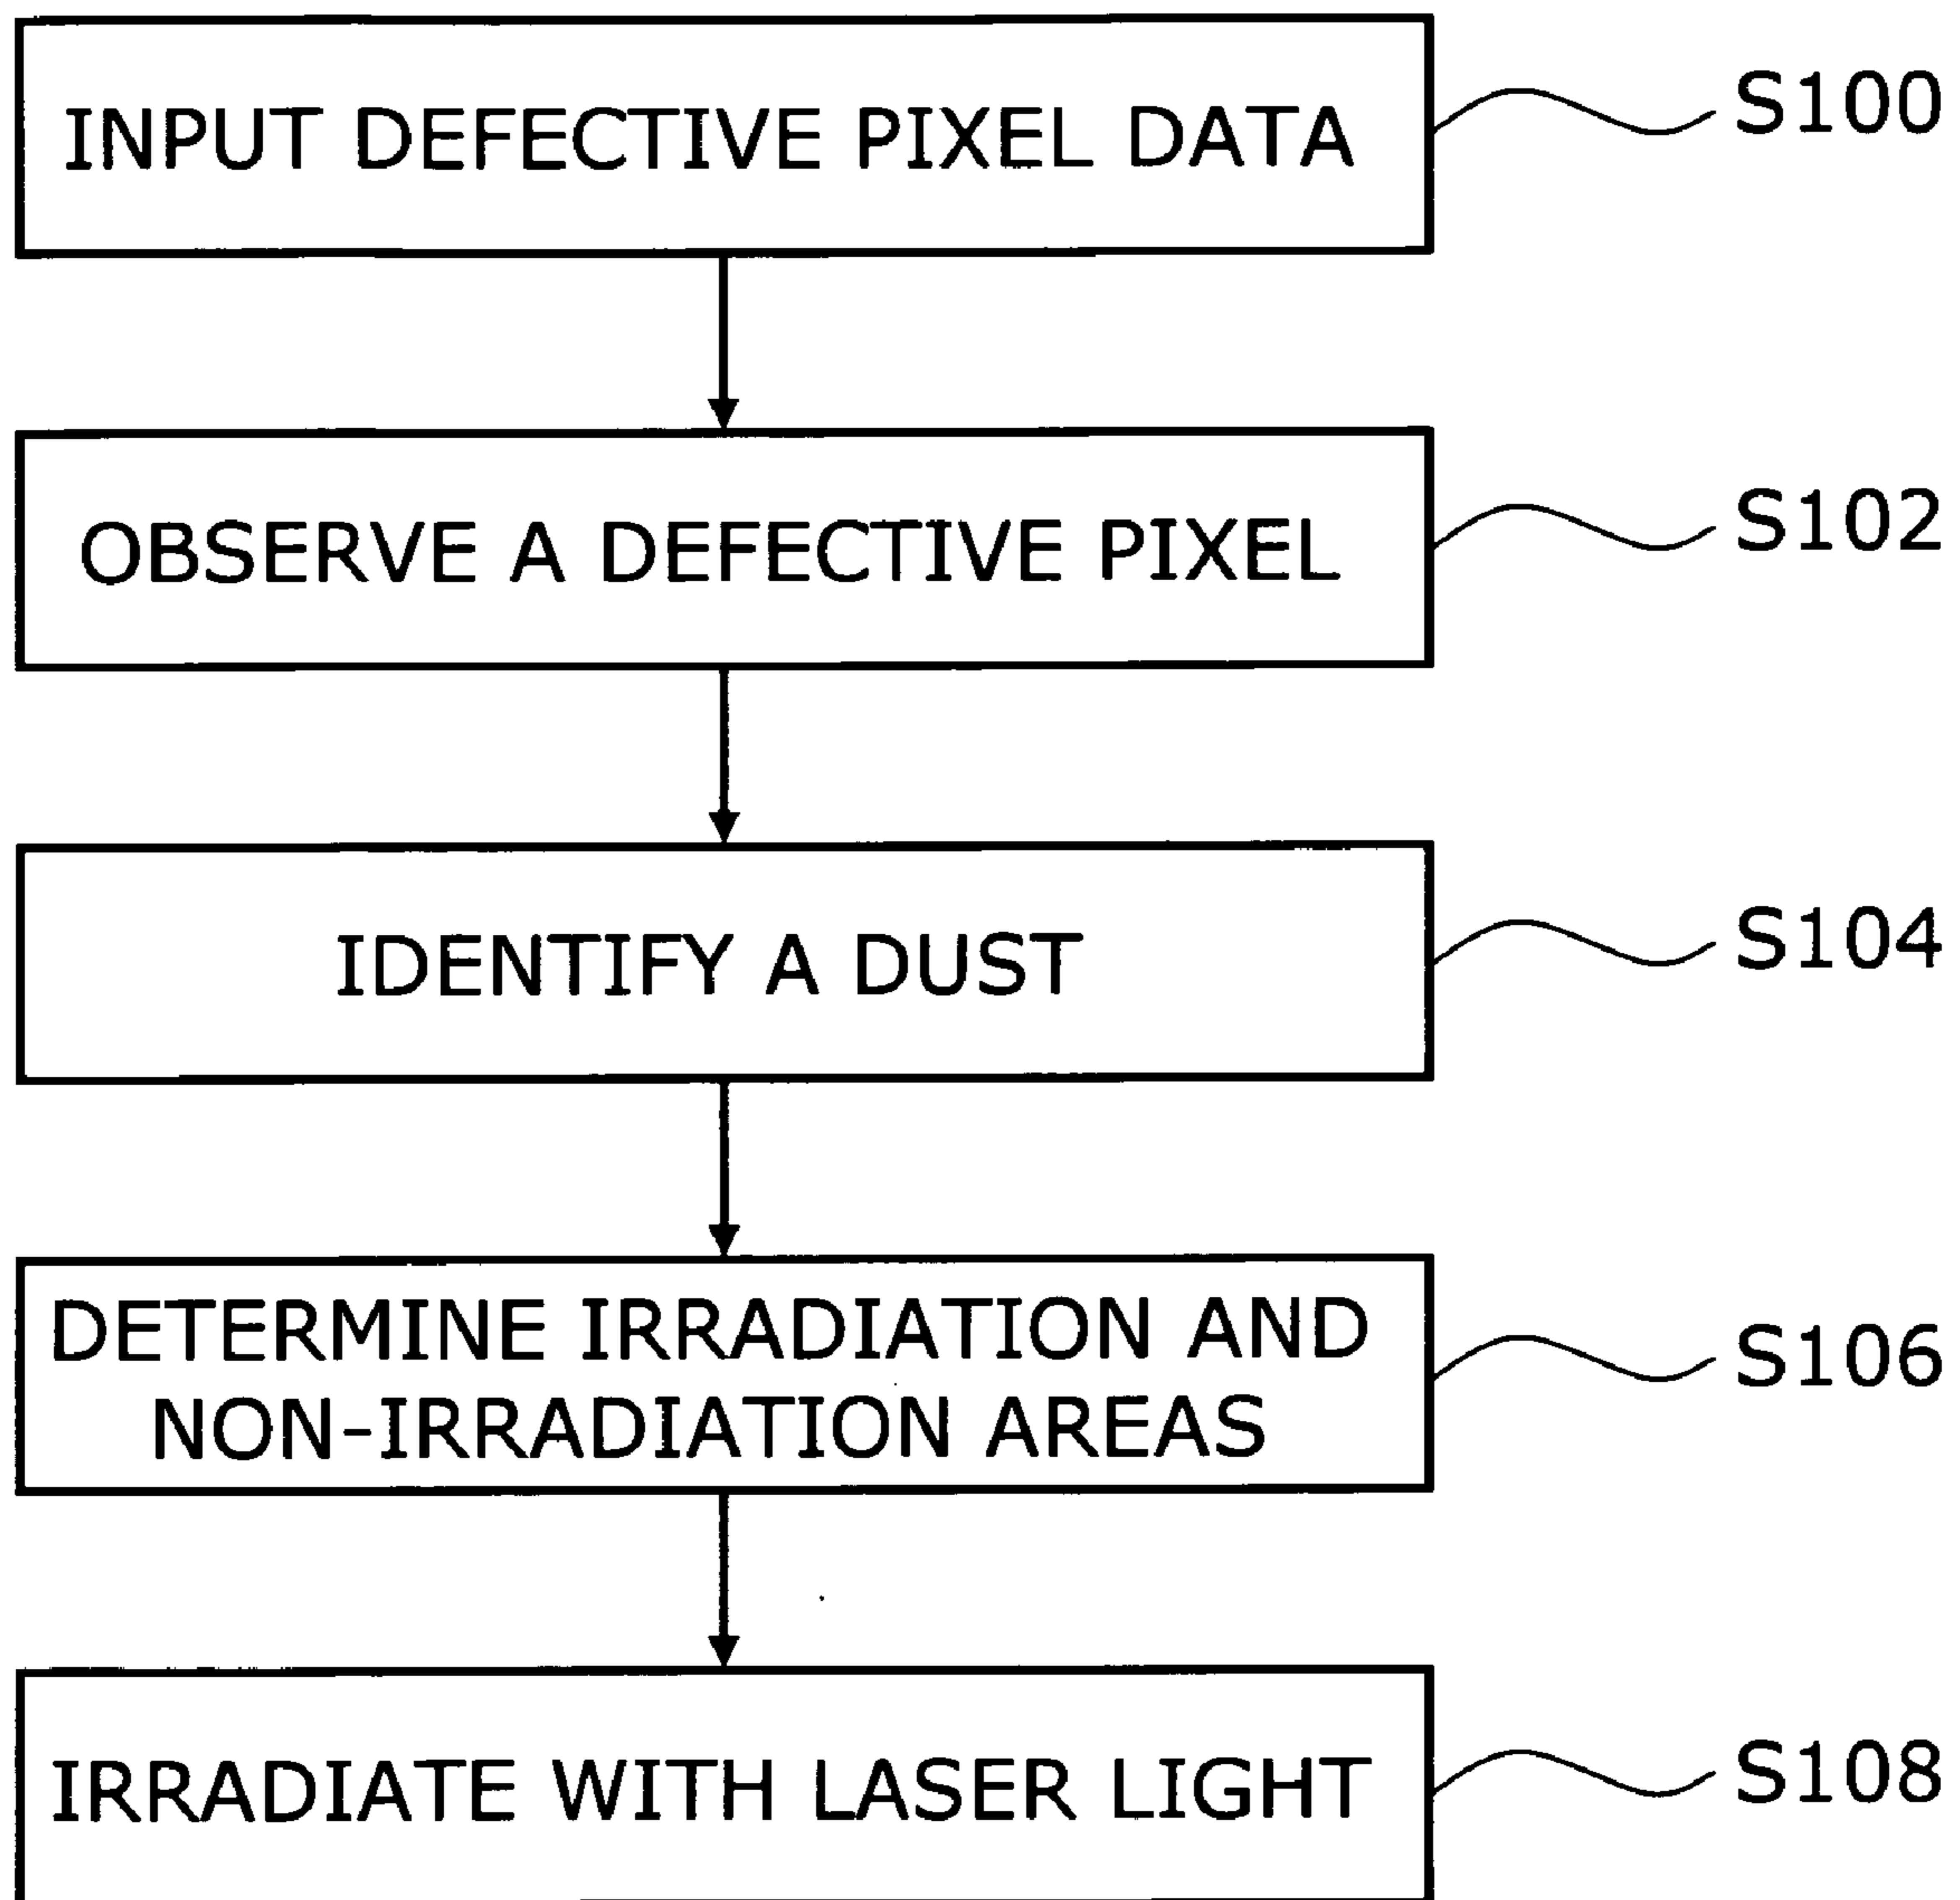 INPUT DEFECTIVE PIXEL DATA
S100
OBSERVE A DEFECTIVE PIXEL
S102
IDENTIFY A DUST
S104
DETERMINE IRRADIATION AND
NON-IRRADIATION AREAS
S106
IRRADIATE WITH LASER LIGHT
S108